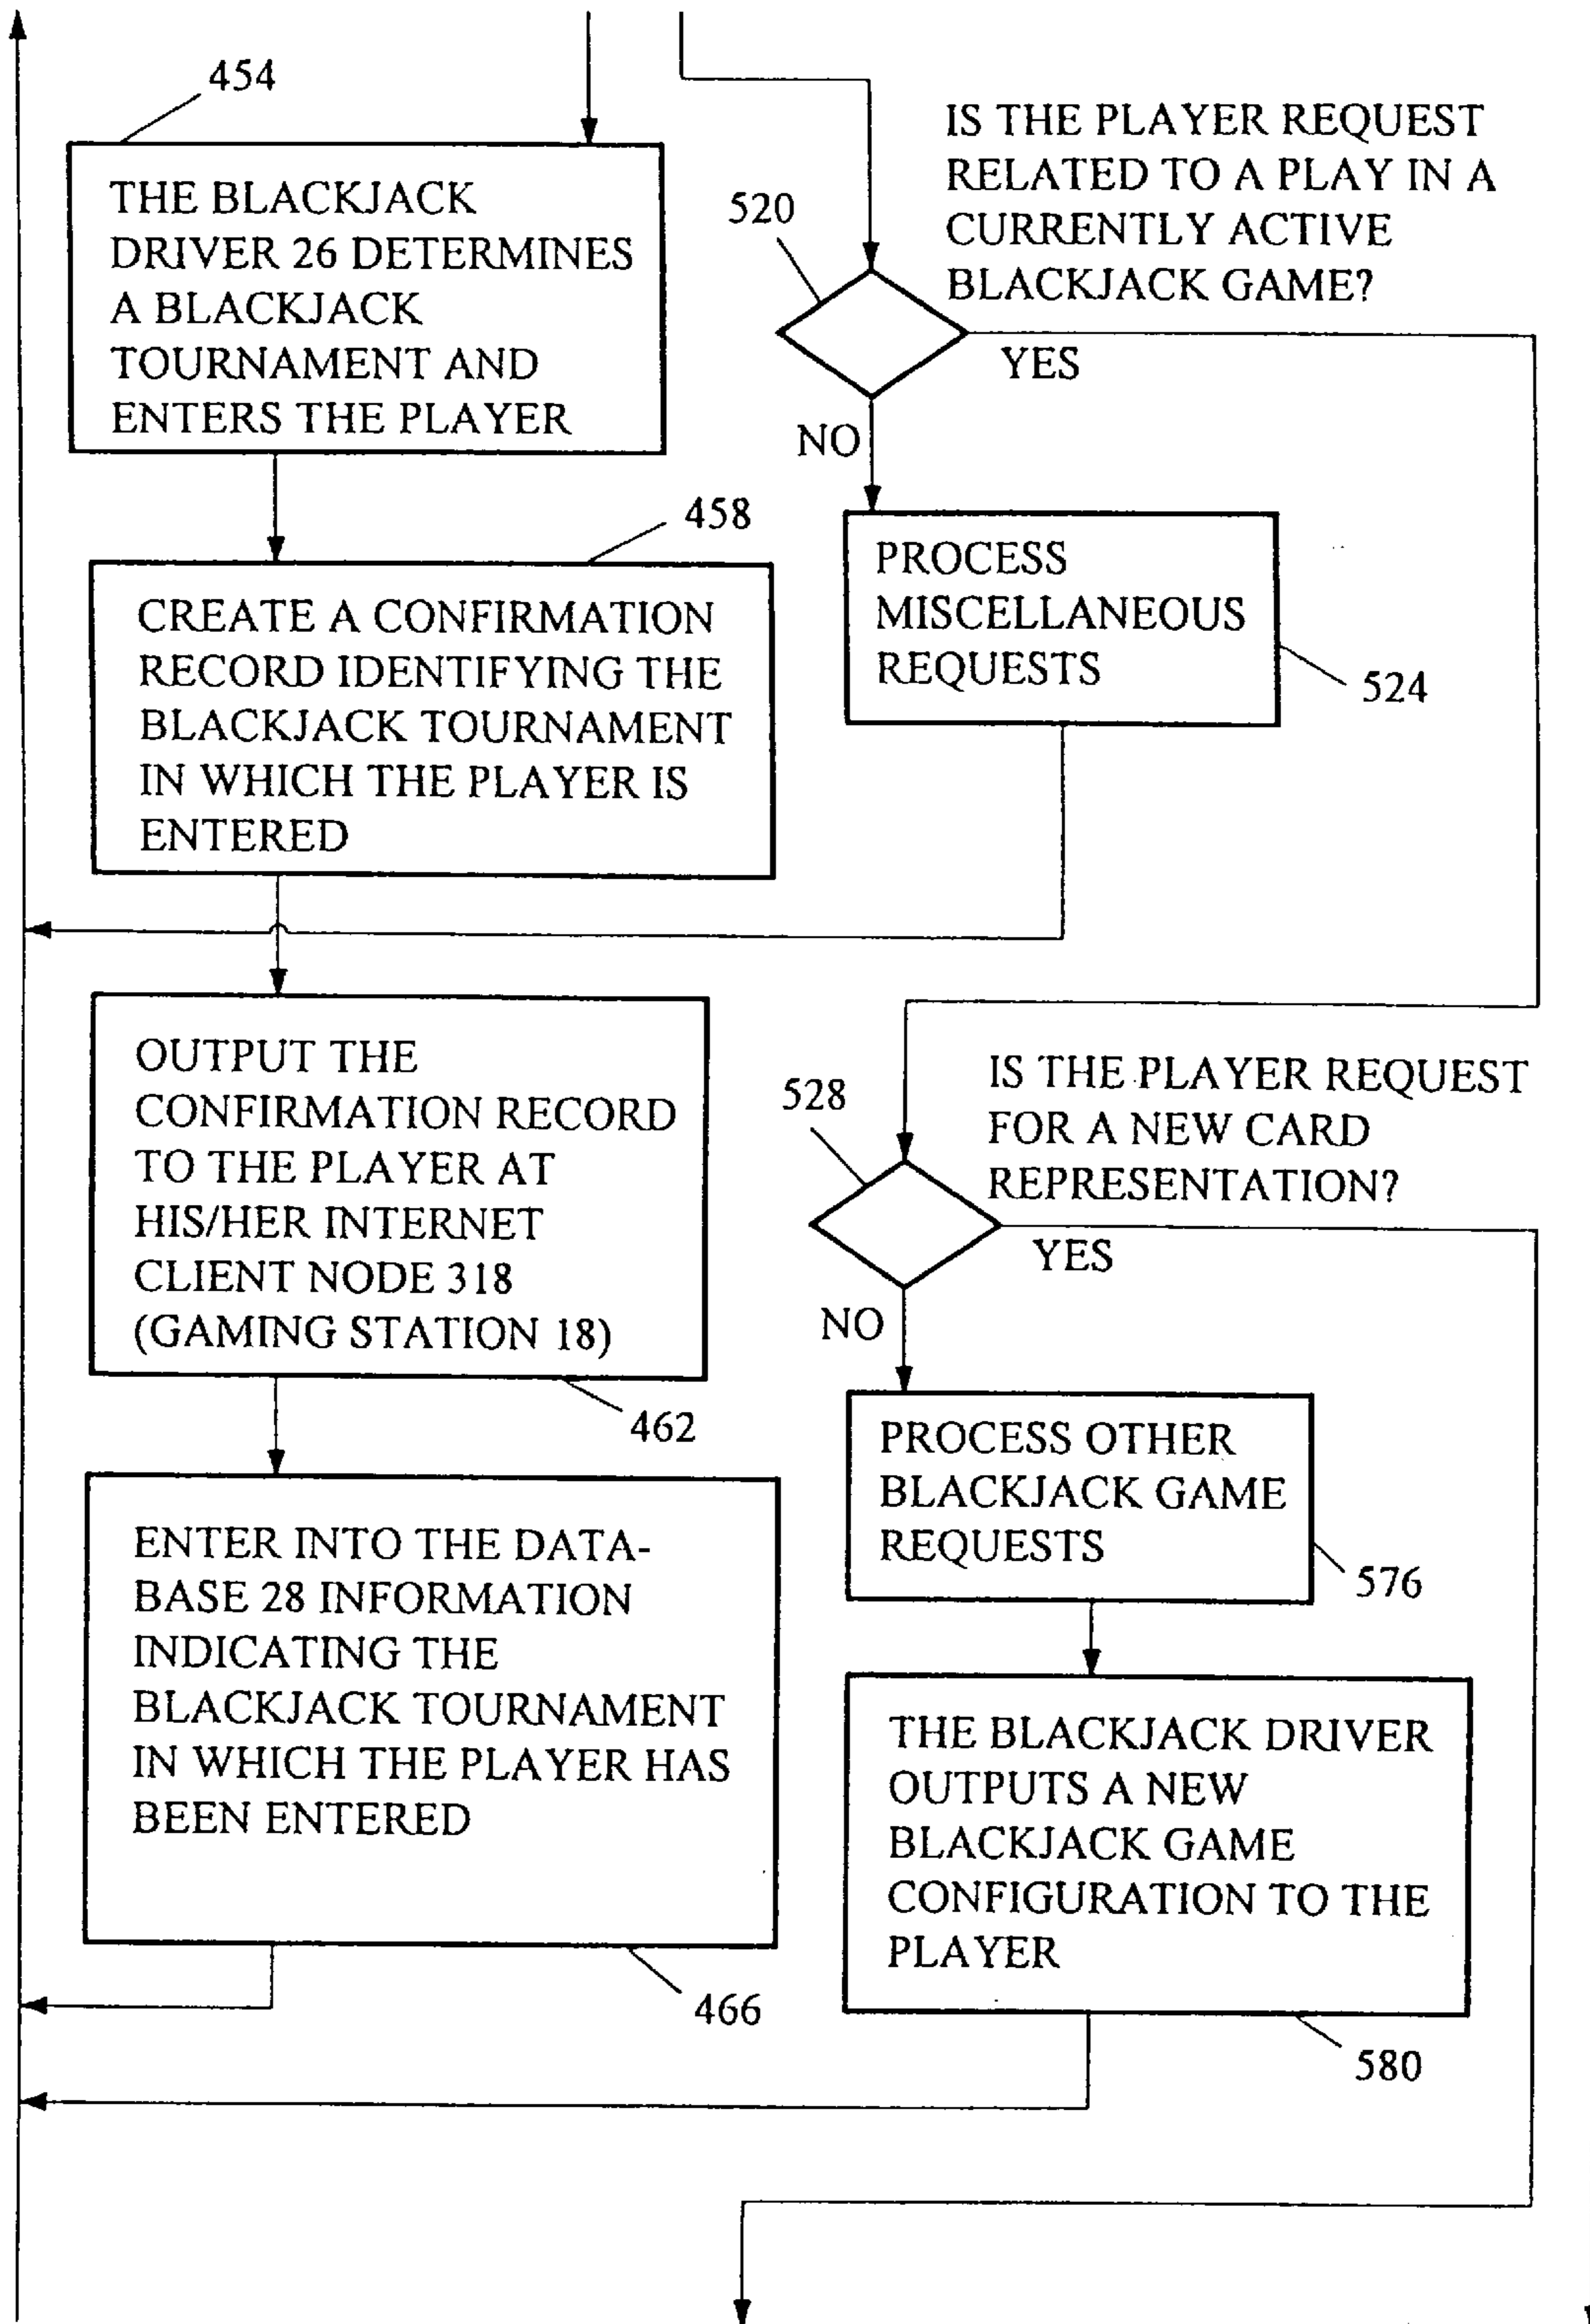 454
THE BLACKJACK
DRIVER 26 DETERMINES
A BLACKJACK
TOURNAMENT AND
ENTERS THE PLAYER
458
CREATE A CONFIRMATION
RECORD IDENTIFYING THE
BLACKJACK TOURNAMENT
IN WHICH THE PLAYER IS
ENTERED
OUTPUT THE
CONFIRMATION RECORD
TO THE PLAYER AT
HIS/HER INTERNET
CLIENT NODE 318
(GAMING STATION 18)
462
ENTER INTO THE DATA-
BASE 28 INFORMATION
INDICATING THE
BLACKJACK TOURNAMENT
IN WHICH THE PLAYER HAS
BEEN ENTERED
466
IS THE PLAYER REQUEST
RELATED TO A PLAY IN A
CURRENTLY ACTIVE
BLACKJACK GAME?
520
YES
NO
PROCESS
MISCELLANEOUS
REQUESTS
524
IS THE PLAYER REQUEST
FOR A NEW CARD
REPRESENTATION?
528
YES
NO
PROCESS OTHER
BLACKJACK GAME
REQUESTS
576
THE BLACKJACK DRIVER
OUTPUTS A NEW
BLACKJACK GAME
CONFIGURATION TO THE
PLAYER
580